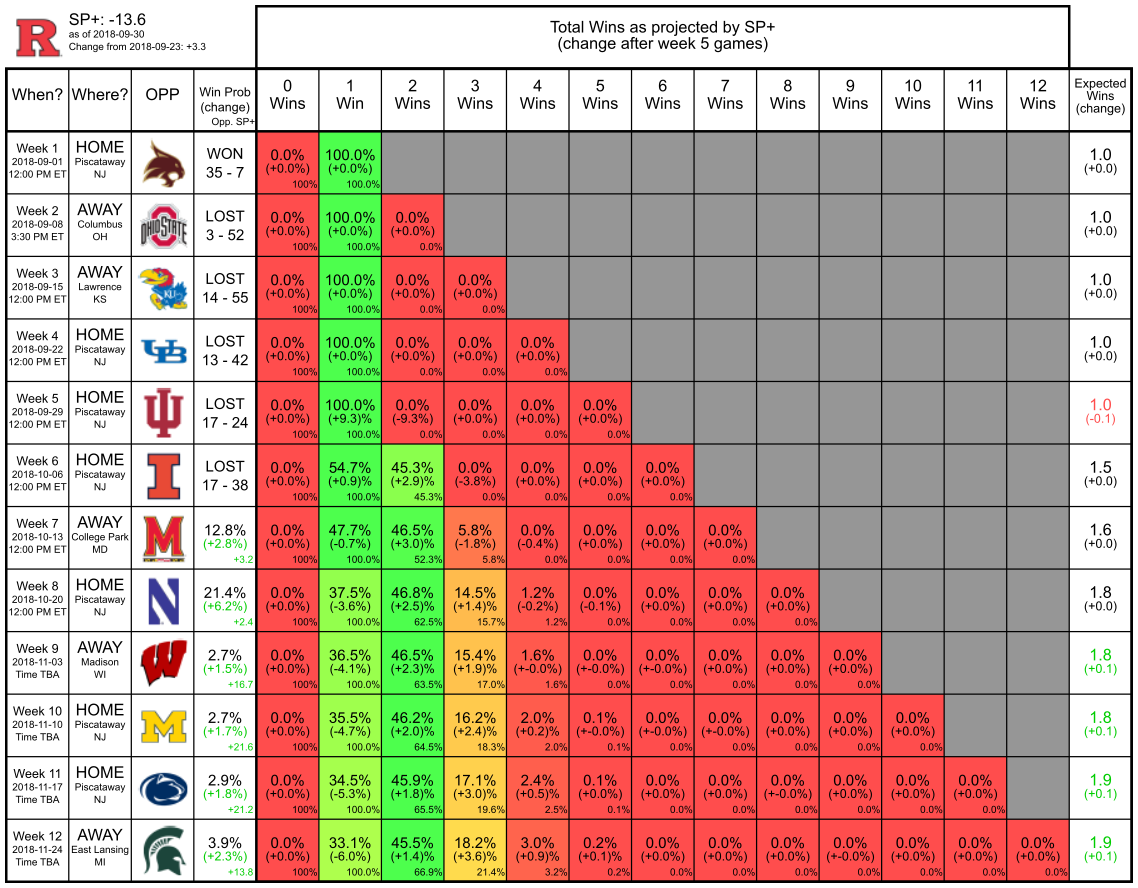 R
SP+: -13.6
as of 2018-09-30
Change from 2018-09-23: +3.3
Total Wins as projected by SP+
(change after week 5 games)
When? Where? OPP Win Prob (change) Opp. SP+ 0 Wins 1 Win 2 Wins 3 Wins 4 Wins 5 Wins 6 Wins 7 Wins 8 Wins 9 Wins 10 Wins 11 Wins 12 Wins Expected Wins (change)
Week 1 HOME WON 0.0% 100.0% 1.0
2018-09-01 Piscataway (+0.0%) (+0.0%) (+0.0)
12:00 PM ET NJ 35 - 7 100% 100.0%
Week 2 AWAY LOST 0.0% 100.0% 0.0% 1.0
2018-09-08 Columbus OHIO STATE (+0.0%) (+0.0%) (+0.0%) (+0.0)
3:30 PM ET OH 3 - 52 100% 100.0% 0.0%
Week 3 AWAY LOST 0.0% 100.0% 0.0% 0.0% 1.0
2018-09-15 Lawrence KU (+0.0%) (+0.0%) (+0.0%) (+0.0%) (+0.0)
12:00 PM ET KS 14 - 55 100% 100.0% 0.0% 0.0%
Week 4 HOME LOST 0.0% 100.0% 0.0% 0.0% 0.0% 1.0
2018-09-22 Piscataway UB (+0.0%) (+0.0%) (+0.0%) (+0.0%) (+0.0%) (+0.0)
12:00 PM ET NJ 13 - 42 100% 100.0% 0.0% 0.0% 0.0%
Week 5 HOME LOST 0.0% 100.0% 0.0% 0.0% 0.0% 0.0% 1.0
2018-09-29 Piscataway (+0.0%) (+9.3)% (-9.3%) (+0.0%) (+0.0%) (+0.0%) (-0.1)
12:00 PM ET NJ 17 - 24 100% 100.0% 0.0% 0.0% 0.0% 0.0%
Week 6 HOME LOST 0.0% 54.7% 45.3% 0.0% 0.0% 0.0% 0.0% 1.5
2018-10-06 Piscataway I (+0.0%) (+0.9)% (+2.9)% (-3.8%) (+0.0%) (+0.0%) (+0.0%) (+0.0)
12:00 PM ET NJ 17 - 38 100% 100.0% 45.3% 0.0% 0.0% 0.0% 0.0%
Week 7 AWAY 12.8% 0.0% 47.7% 46.5% 5.8% 0.0% 0.0% 0.0% 0.0% 1.6
2018-10-13 College Park M (+2.8%) (+0.0%) (-0.7%) (+3.0)% (-1.8%) (-0.4%) (+0.0%) (+0.0%) (+0.0%) (+0.0)
12:00 PM ET MD +3.2 100% 100.0% 52.3% 5.8% 0.0% 0.0% 0.0% 0.0%
Week 8 HOME 21.4% 0.0% 37.5% 46.8% 14.5% 1.2% 0.0% 0.0% 0.0% 0.0% 1.8
2018-10-20 Piscataway N (+6.2%) (+0.0%) (-3.6%) (+2.5)% (+1.4)% (-0.2%) (-0.1%) (+0.0%) (+0.0%) (+0.0%) (+0.0)
12:00 PM ET NJ +2.4 100% 100.0% 62.5% 15.7% 1.2% 0.0% 0.0% 0.0% 0.0%
Week 9 AWAY 2.7% 0.0% 36.5% 46.5% 15.4% 1.6% 0.0% 0.0% 0.0% 0.0% 0.0% 1.8
2018-11-03 Madison W (+1.5%) (+0.0%) (-4.1%) (+2.3)% (+1.9)% (+-0.0%) (+-0.0%) (+-0.0%) (+0.0%) (+0.0%) (+0.0%) (+0.1)
Time TBA WI +16.7 100% 100.0% 63.5% 17.0% 1.6% 0.0% 0.0% 0.0% 0.0% 0.0%
Week 10 HOME 2.7% 0.0% 35.5% 46.2% 16.2% 2.0% 0.1% 0.0% 0.0% 0.0% 0.0% 0.0% 1.8
2018-11-10 Piscataway M (+1.7%) (+0.0%) (-4.7%) (+2.0)% (+2.4)% (+0.2)% (+-0.0%) (+-0.0%) (+-0.0%) (+0.0%) (+0.0%) (+0.0%) (+0.1)
Time TBA NJ +21.6 100% 100.0% 64.5% 18.3% 2.0% 0.1% 0.0% 0.0% 0.0% 0.0% 0.0%
Week 11 HOME 2.9% 0.0% 34.5% 45.9% 17.1% 2.4% 0.1% 0.0% 0.0% 0.0% 0.0% 0.0% 0.0% 1.9
2018-11-17 Piscataway (+1.8%) (+0.0%) (-5.3%) (+1.8)% (+3.0)% (+0.5)% (+0.0%) (+0.0%) (+0.0%) (+-0.0%) (+0.0%) (+0.0%) (+0.0%) (+0.1)
Time TBA NJ +21.2 100% 100.0% 65.5% 19.6% 2.5% 0.1% 0.0% 0.0% 0.0% 0.0% 0.0% 0.0%
Week 12 AWAY 3.9% 0.0% 33.1% 45.5% 18.2% 3.0% 0.2% 0.0% 0.0% 0.0% 0.0% 0.0% 0.0% 0.0% 1.9
2018-11-24 East Lansing (+2.3%) (+0.0%) (-6.0%) (+1.4)% (+3.6)% (+0.9)% (+0.1)% (+0.0%) (+0.0%) (+0.0%) (+-0.0%) (+0.0%) (+0.0%) (+0.0%) (+0.1)
Time TBA MI +13.8 100% 100.0% 66.9% 21.4% 3.2% 0.2% 0.0% 0.0% 0.0% 0.0% 0.0% 0.0% 0.0%